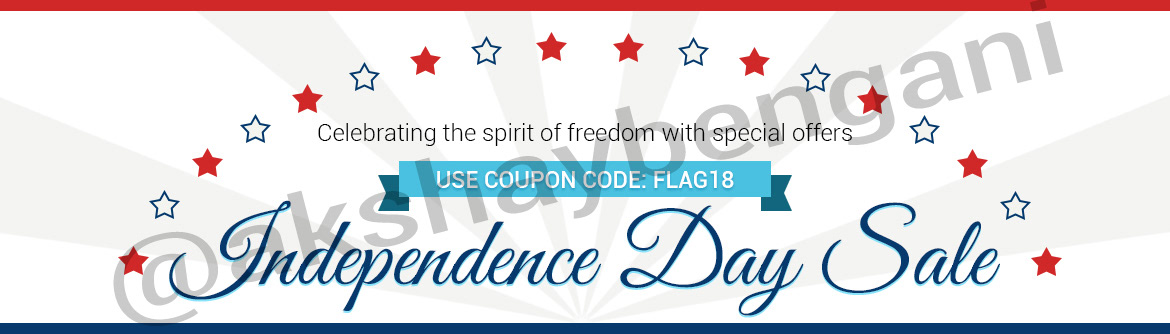 Celebrating the spirit of freedom with special offers
USE COUPON CODE: FLAG18
Independence Day Sale
@akshaybengani